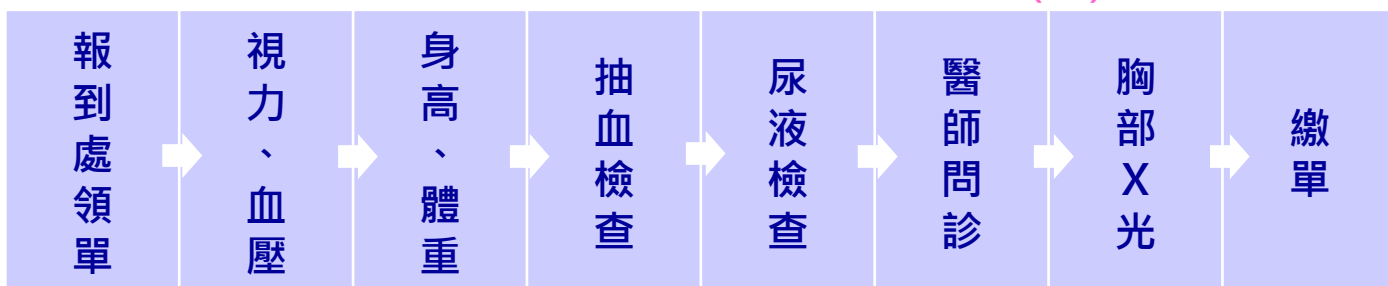 報到處領單
視力、血壓
身高、體重
抽血檢查
尿液檢查
醫師問診
胸部X光
繳單